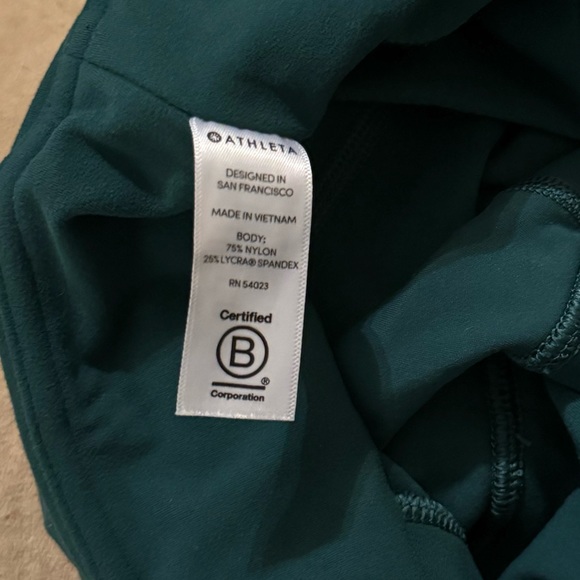 ATHLETA
DESIGNED IN
SAN FRANCISCO
MADE IN VIETNAM
BODY:
75% NYLON
25% LYCRA® SPANDEX
RN 54023
Certified
B
®
Corporation